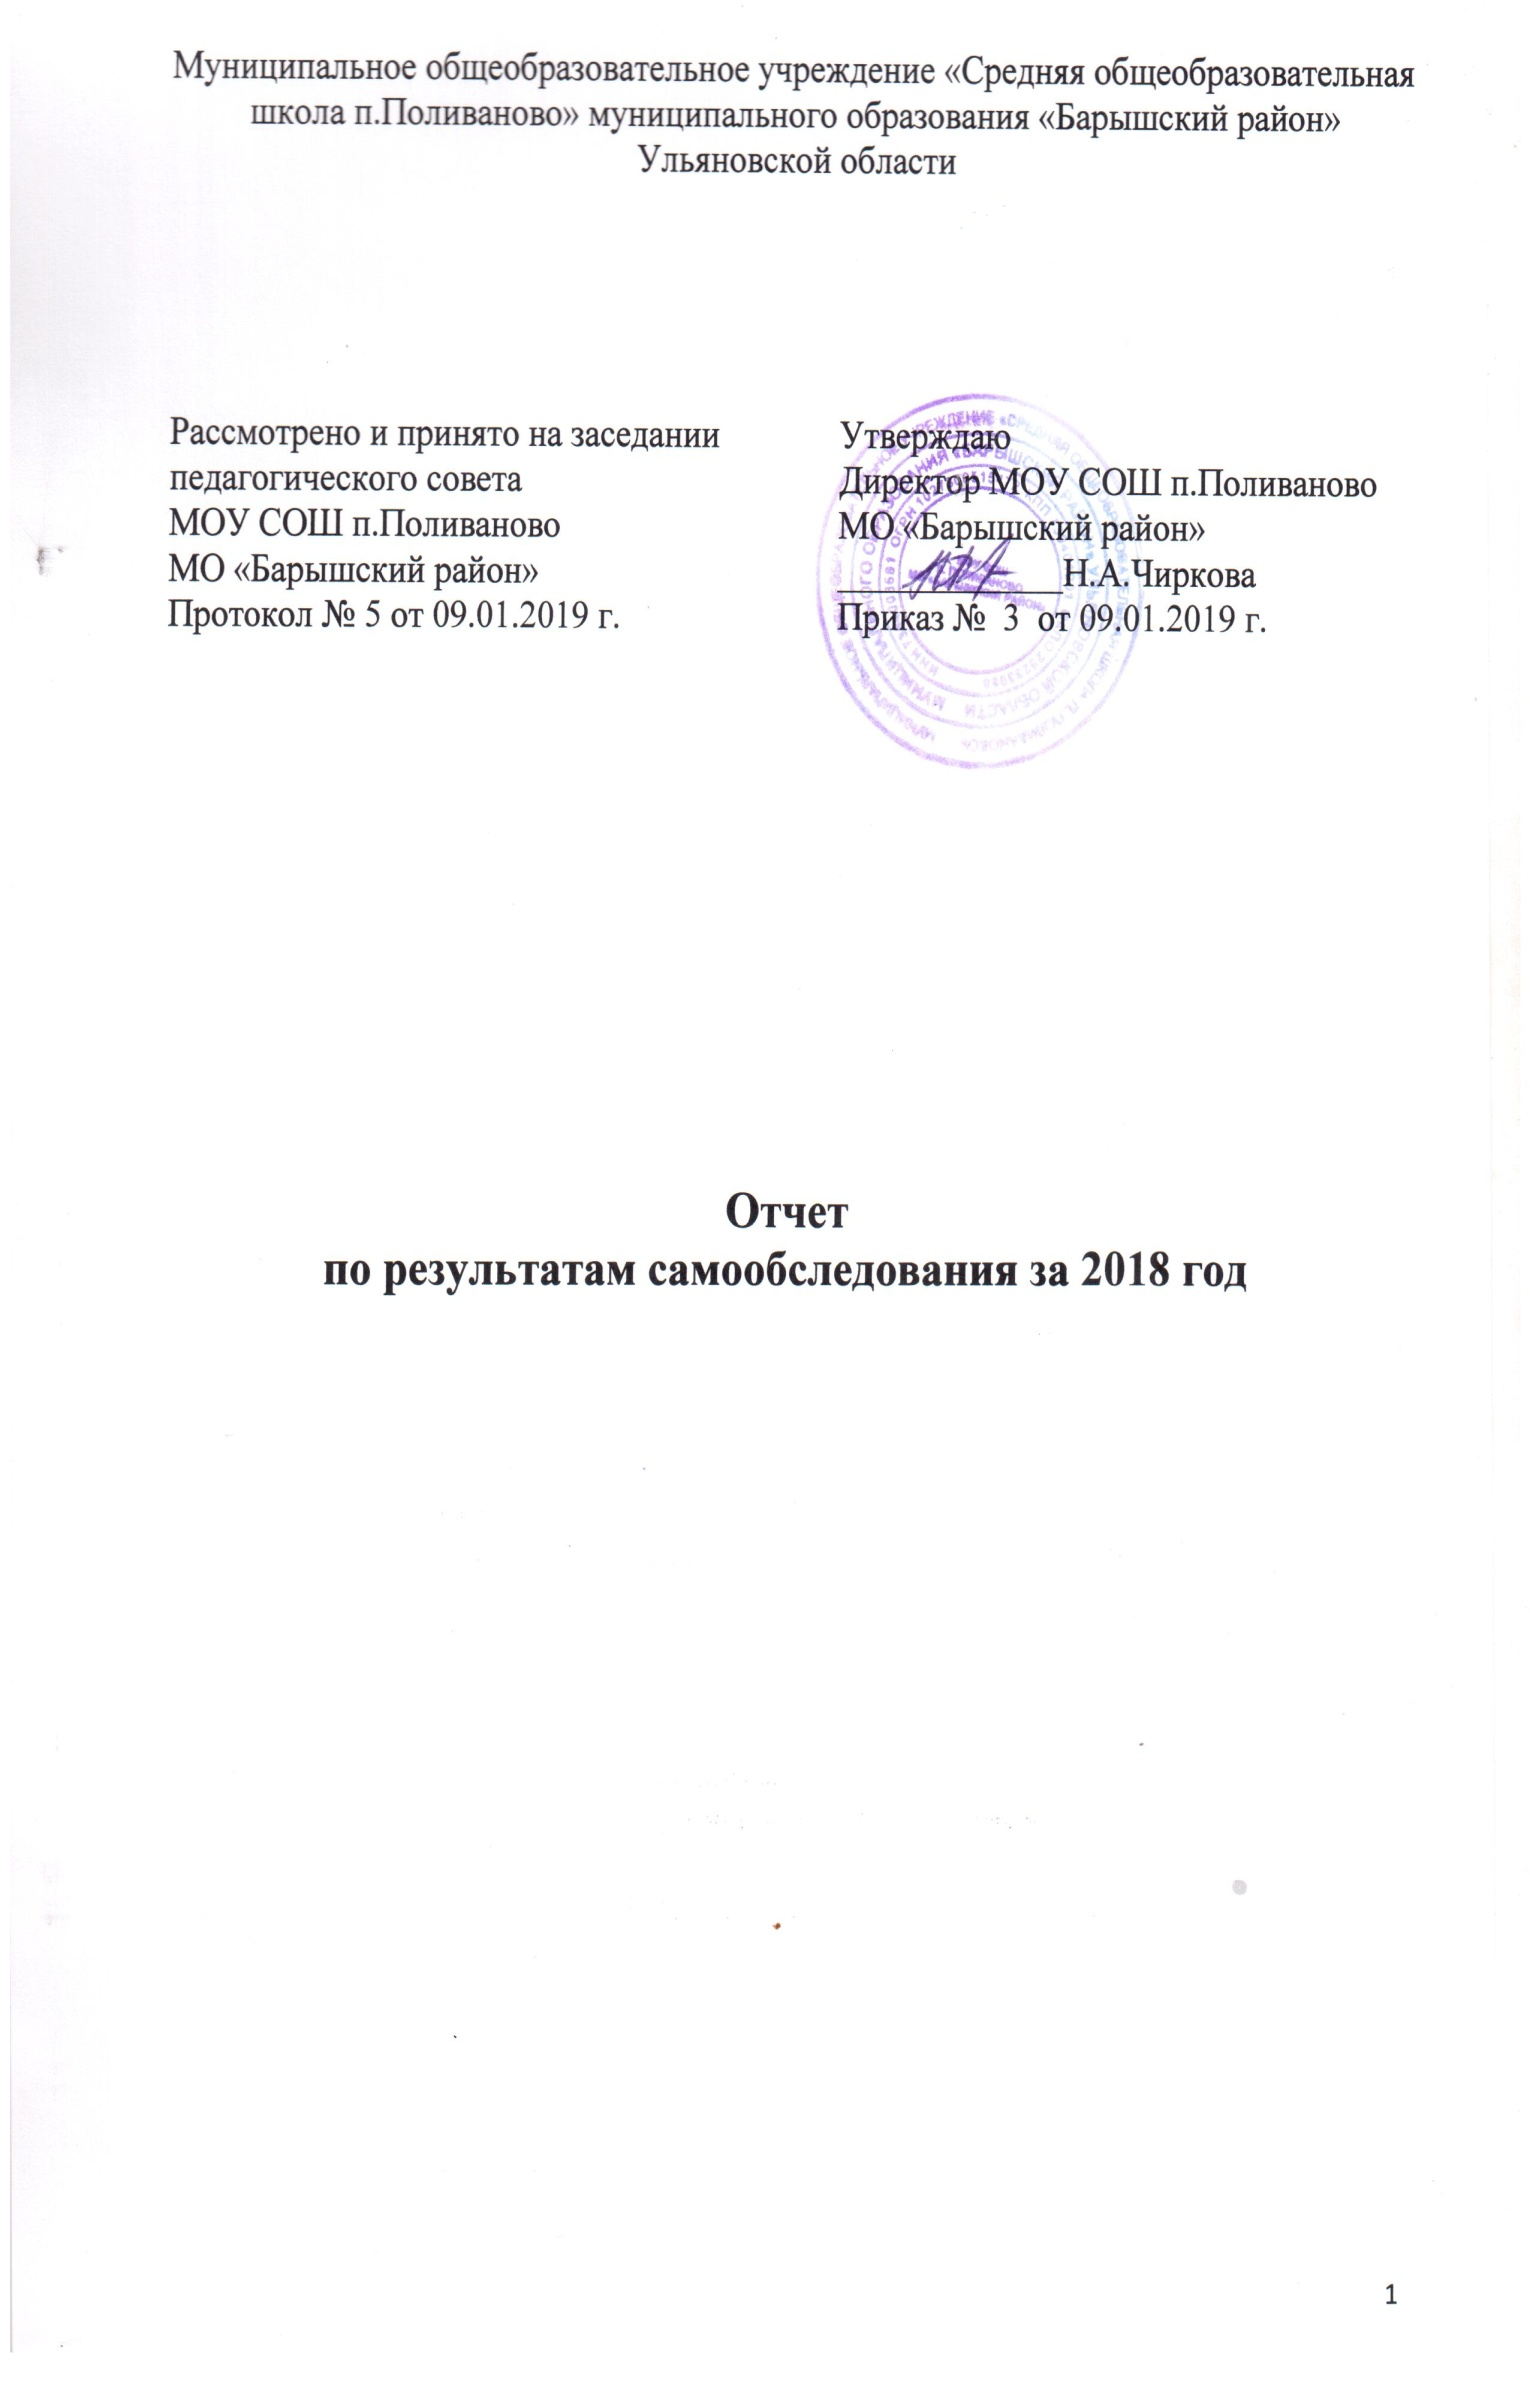 Муниципальное общеобразовательное учреждение «Средняя общеобразовательная
школа п.Поливаново» муниципального образования «Барышский район»
Ульяновской области
Рассмотрено и принято на заседании
педагогического совета
МОУ СОШ п.Поливаново
МО «Барышский район»
Протокол № 5 от 09.01.2019 г.
Утверждаю
Директор МОУ СОШ п.Поливаново
МО «Барышский район»
Н.А.Чиркова
Приказ № 3 от 09.01.2019 г.
Отчет
по результатам самообследования за 2018 год
1